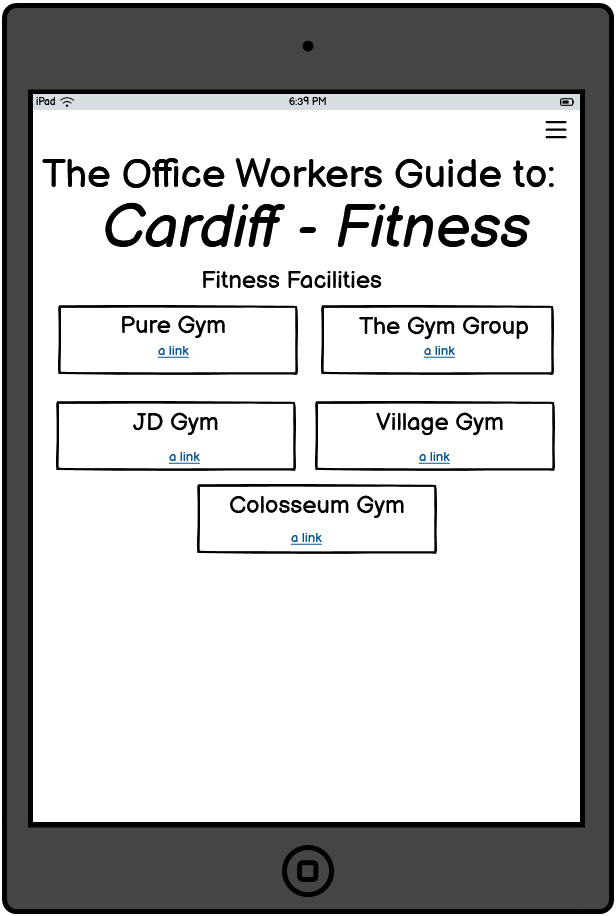 iPad 6:39 PM
The Office Workers Guide to:
Cardiff - Fitness
Fitness Facilities
Pure Gym
a link
The Gym Group
a link
JD Gym
a link
Village Gym
a link
Colosseum Gym
a link